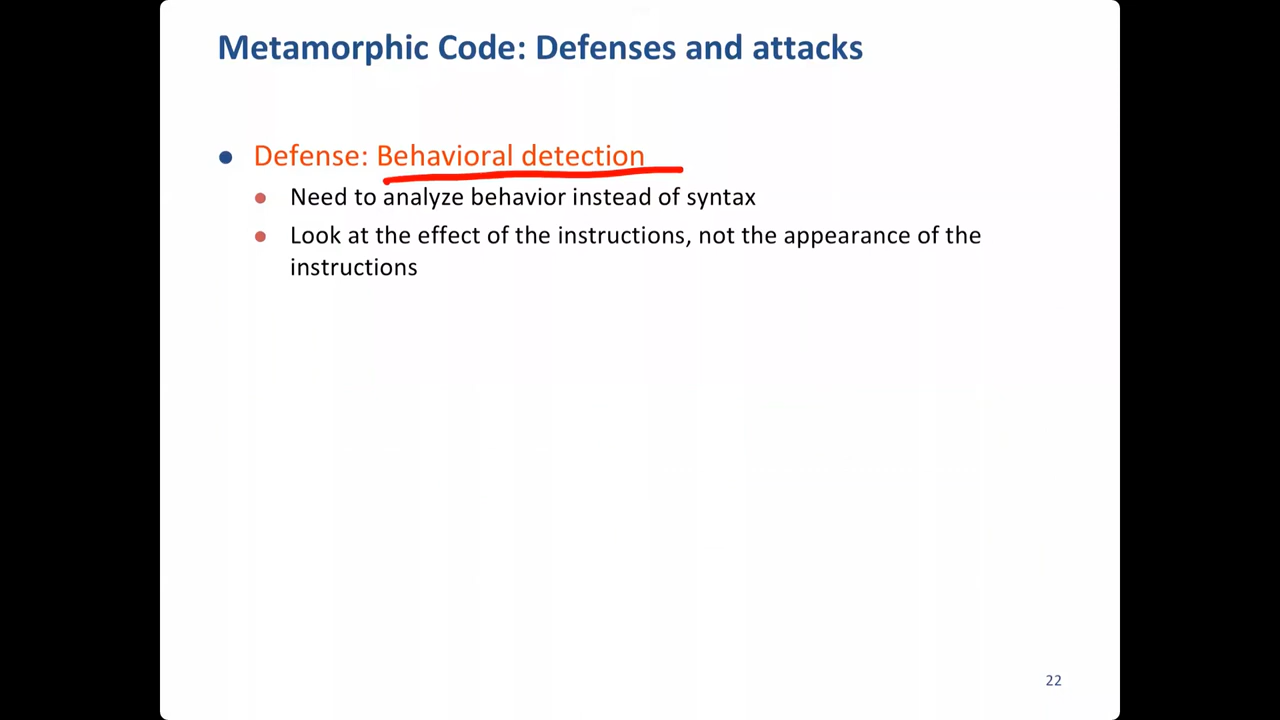 Metamorphic Code: Defenses and attacks
● Defense: Behavioral detection
● Need to analyze behavior instead of syntax
● Look at the effect of the instructions, not the appearance of the
instructions
22